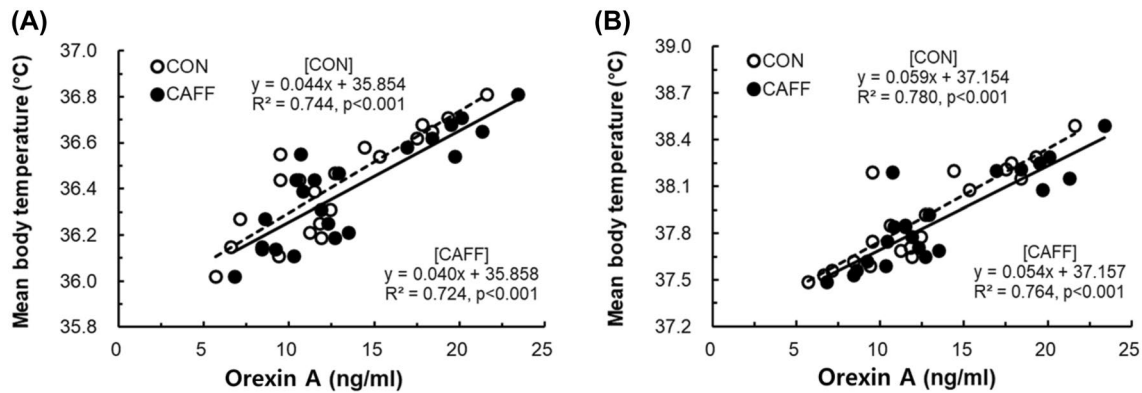 (A)
Mean body temperature (°C)
37.0
36.8
36.6
36.4
36.2
36.0
35.8
CON
CAFF
[CON]
y = 0.044x + 35.854
R² = 0.744, p<0.001
[CAFF]
y = 0.040x + 35.858
R² = 0.724, p<0.001
0 5 10 15 20 25
Orexin A (ng/ml)
(B)
Mean body temperature (°C)
39.0
38.7
38.4
38.1
37.8
37.5
37.2
CON
CAFF
[CON]
y = 0.059x + 37.154
R² = 0.780, p<0.001
[CAFF]
y = 0.054x + 37.157
R² = 0.764, p<0.001
0 5 10 15 20 25
Orexin A (ng/ml)